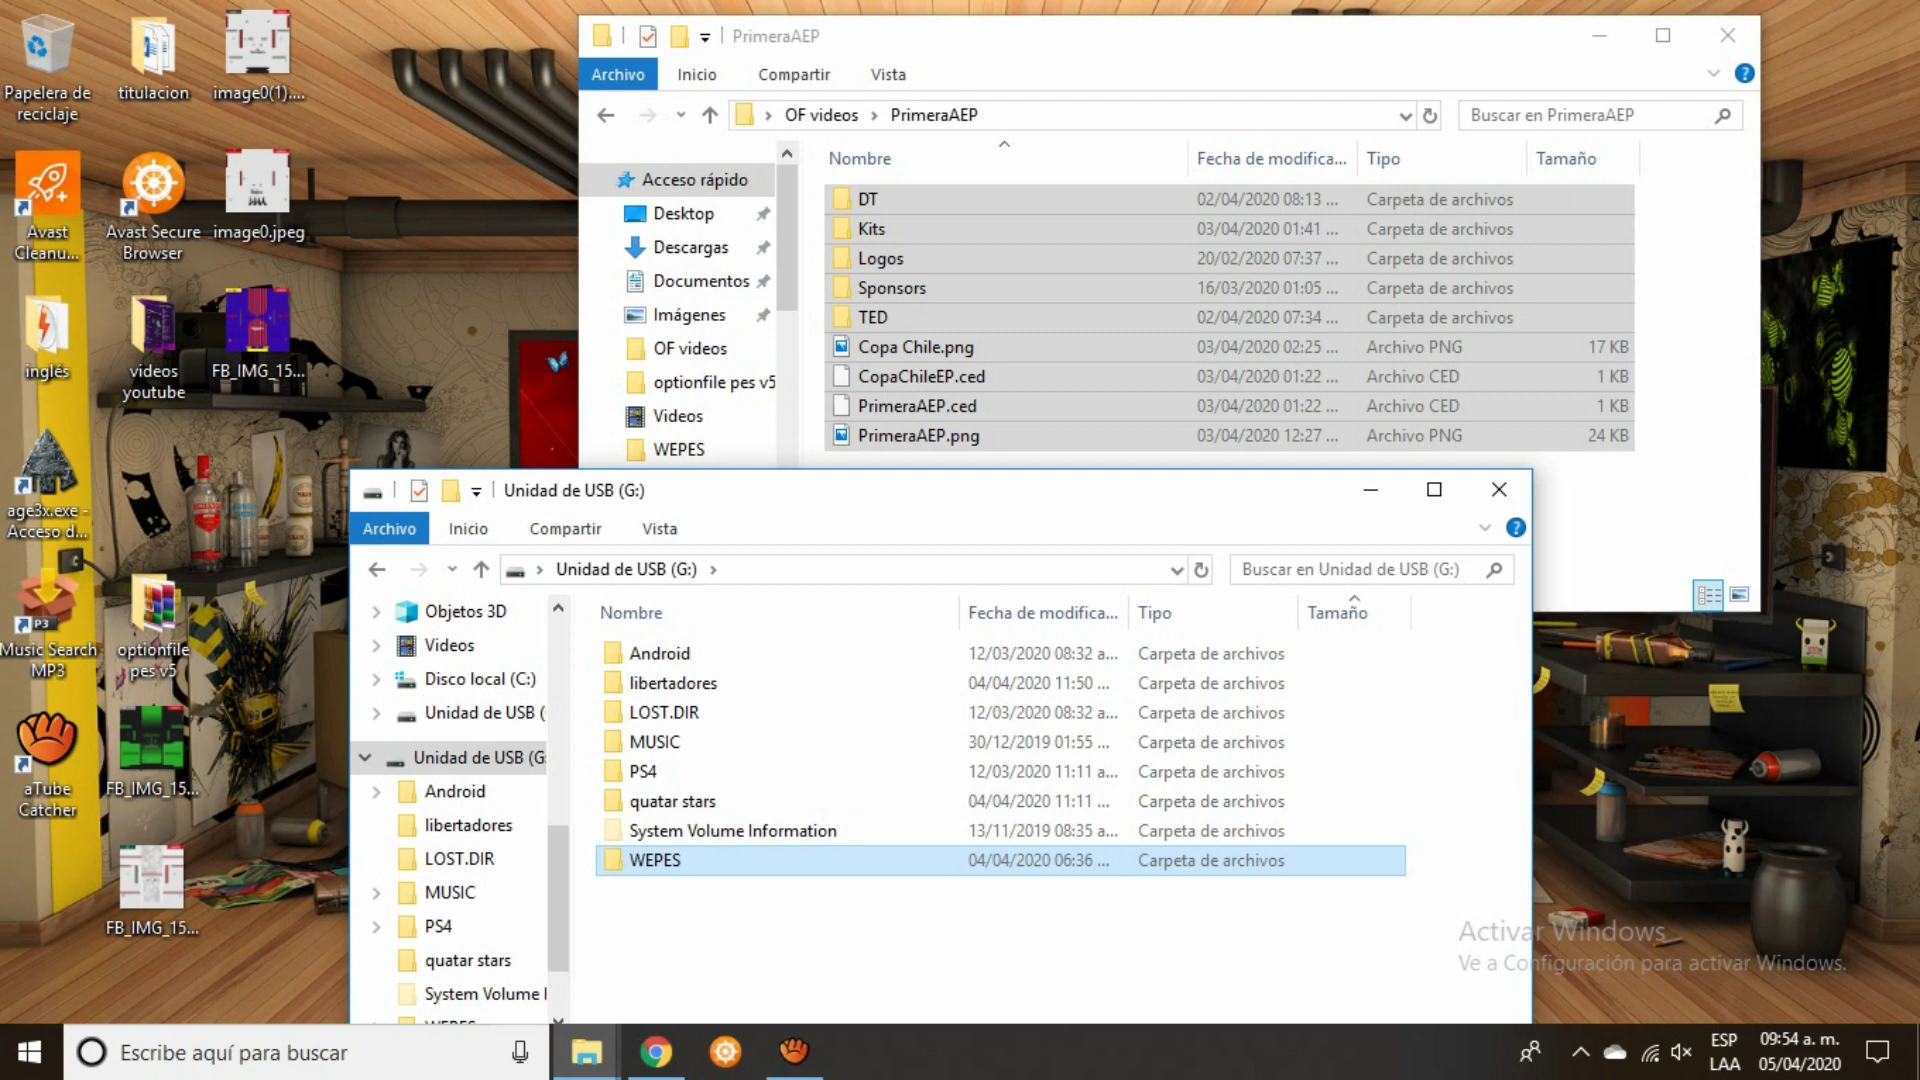 Papelera de
reciclaje
titulacion
image0(1)....
Avast
Cleanu...
Avast Secure
Browser
image0.jpeg
inglés
videos
youtube
FB_IMG_15...
age3x.exe -
Acceso d...
Music Search
MP3
optionfile
pes v5
aTube
Catcher
FB_IMG_15...
FB_IMG_15...
PrimeraAEP
Archivo
Inicio
Compartir
Vista
OF videos
PrimeraAEP
Buscar en PrimeraAEP
Acceso rápido
Desktop
Descargas
Documentos
Imágenes
OF videos
optionfile pes v5
Videos
WEPES
Nombre
Fecha de modifica...
Tipo
Tamaño
DT 02/04/2020 08:13 ... Carpeta de archivos
Kits 03/04/2020 01:41 ... Carpeta de archivos
Logos 20/02/2020 07:37 ... Carpeta de archivos
Sponsors 16/03/2020 01:05 ... Carpeta de archivos
TED 02/04/2020 07:34 ... Carpeta de archivos
Copa Chile.png 03/04/2020 02:25 ... Archivo PNG 17 KB
CopaChileEP.ced 03/04/2020 01:22 ... Archivo CED 1 KB
PrimeraAEP.ced 03/04/2020 01:22 ... Archivo CED 1 KB
PrimeraAEP.png 03/04/2020 12:27 ... Archivo PNG 24 KB
Unidad de USB (G:)
Archivo
Inicio
Compartir
Vista
Unidad de USB (G:)
Buscar en Unidad de USB (G:)
Objetos 3D
Videos
Disco local (C:)
Unidad de USB (
Unidad de USB (G:
Android
libertadores
LOST.DIR
MUSIC
PS4
quatar stars
System Volume I
Nombre
Fecha de modifica...
Tipo
Tamaño
Android 12/03/2020 08:32 a... Carpeta de archivos
libertadores 04/04/2020 11:50 ... Carpeta de archivos
LOST.DIR 12/03/2020 08:32 a... Carpeta de archivos
MUSIC 30/12/2019 01:55 ... Carpeta de archivos
PS4 12/03/2020 11:11 a... Carpeta de archivos
quatar stars 04/04/2020 11:11 ... Carpeta de archivos
System Volume Information 13/11/2019 08:35 a... Carpeta de archivos
WEPES 04/04/2020 06:36 ... Carpeta de archivos
Activar Windows
Ve a Configuración para activar Windows.
Escribe aquí para buscar
ESP
LAA
09:54 a. m.
05/04/2020